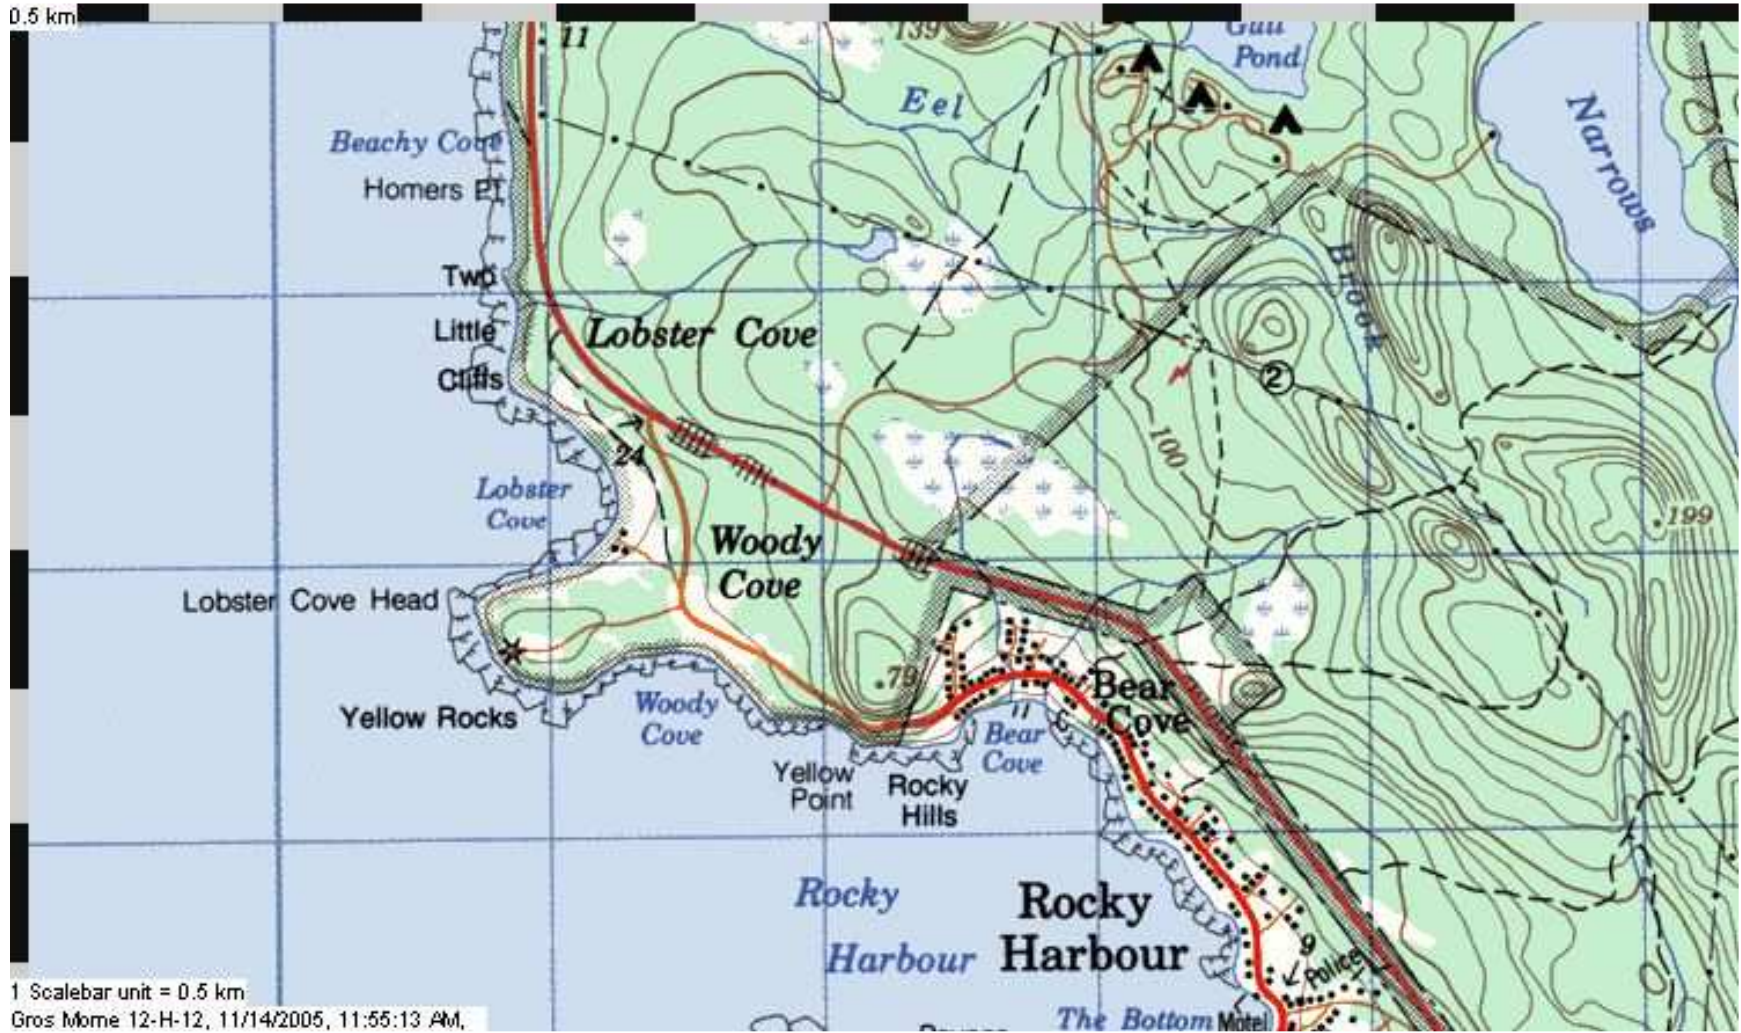 0.5 km
11
139
Gull
Pond
Eel
Narrows
Beachy Cove
Homers Pt
Brook
Two
Little
Cliffs
Lobster Cove
2
24
100
Lobster
Cove
Woody
Cove
199
Lobster Cove Head
79
Bear
Cove
Yellow Rocks
Woody
Cove
Bear
Cove
Yellow
Point
Rocky
Hills
Rocky
Harbour
Rocky
Harbour
9
Police
The Bottom
Motel
1 Scalebar unit = 0.5 km
Gros Morne 12-H-12, 11/14/2005, 11:55:13 AM,